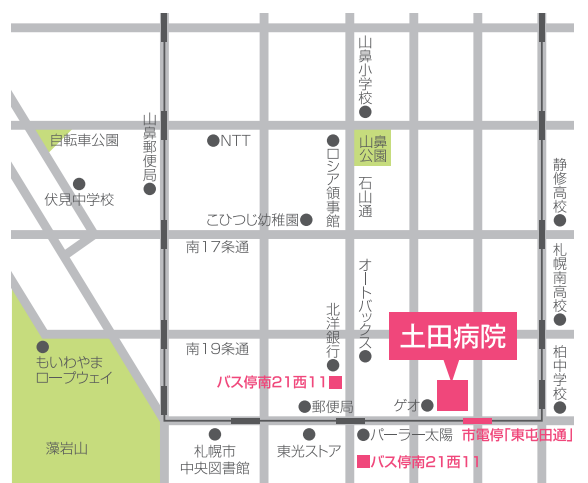 山鼻小学校
自転車公園
山鼻郵便局
NTT
ロシア領事館
山鼻
公園
石山通
伏見中学校
こひつじ幼稚園
静修高校
南17条通
札幌南高校
オートバックス
北洋銀行
土田病院
南19条通
もいわやま
ロープウェイ
バス停南21西11
柏中学校
郵便局
ゲオ
藻岩山
札幌市
中央図書館
東光ストア
パーラー太陽
市電停「東屯田通」
バス停南21西11